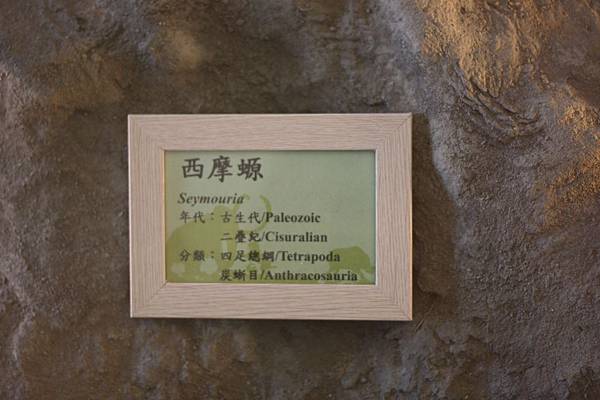 西摩螈
Seymouria
年代：古生代/Paleozoic
二疊紀/Cisuralian
分類：四足總綱/Tetrapoda
炭蜥目/Anthracosauria